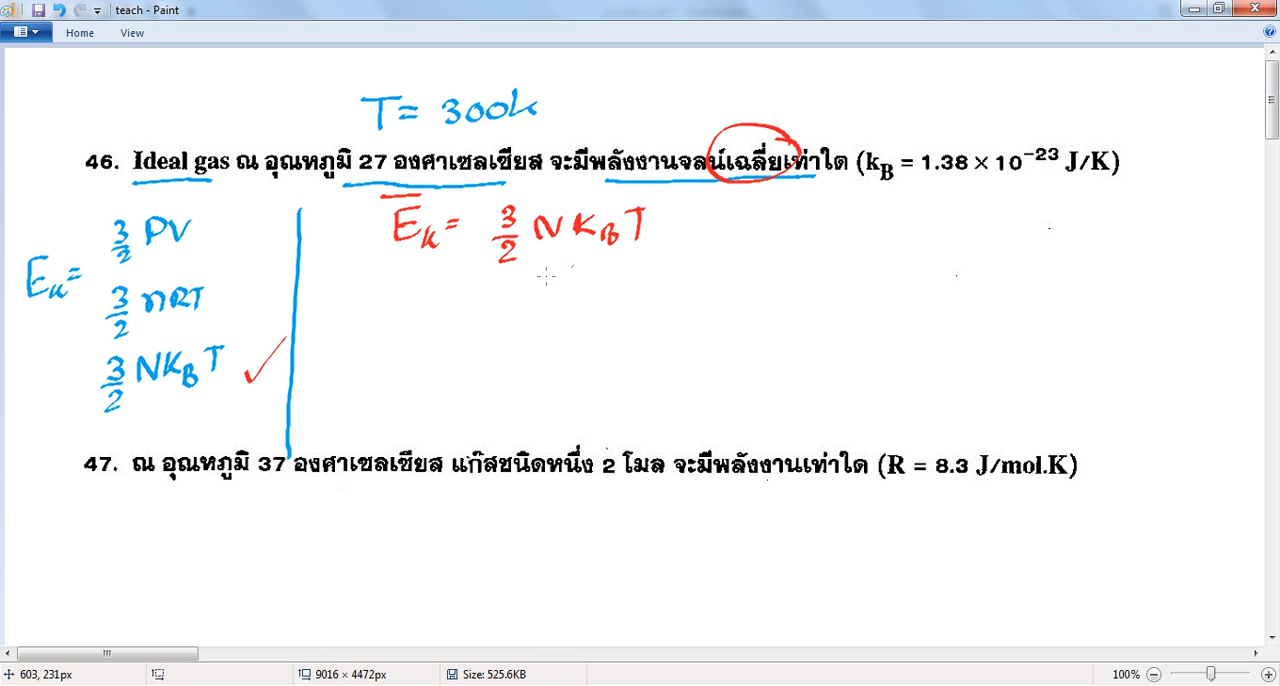 teach - Paint
Home View
T = 300k
46. Ideal gas ณ อุณหภูมิ 27 องศาเซลเซียส จะมีพลังงานจลน์เฉลี่ยเท่าใด (kB = 1.38 × 10⁻²³ J/K)
EK =
3/2 PV
3/2 nRT
3/2 NKBT
EK = 3/2 NKBT
47. ณ อุณหภูมิ 37 องศาเซลเซียส แก๊สชนิดหนึ่ง 2 โมล จะมีพลังงานเท่าใด (R = 8.3 J/mol.K)
603, 231px 9016 × 4472px Size: 525.6KB 100%